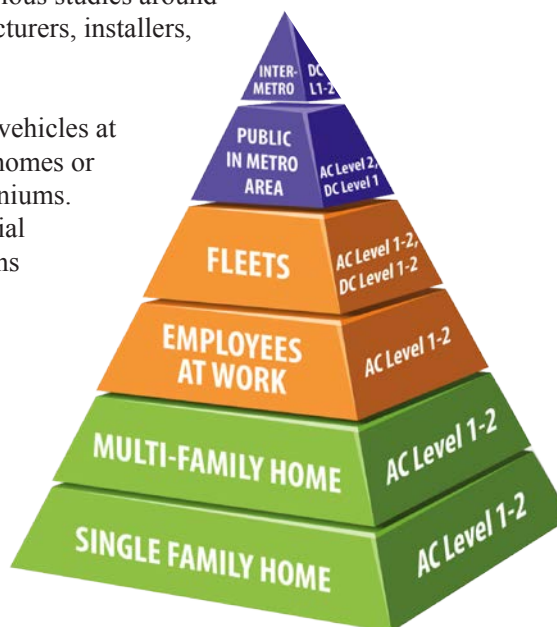 ious studies around
cturers, installers,
vehicles at
homes or
niums.
ial
ns
INTER-
METRO
DC
L1-2
PUBLIC
IN METRO
AREA
AC Level 2,
DC Level 1
FLEETS
AC Level 1-2,
DC Level 1-2
EMPLOYEES
AT WORK
AC Level 1-2
MULTI-FAMILY HOME
AC Level 1-2
SINGLE FAMILY HOME
AC Level 1-2